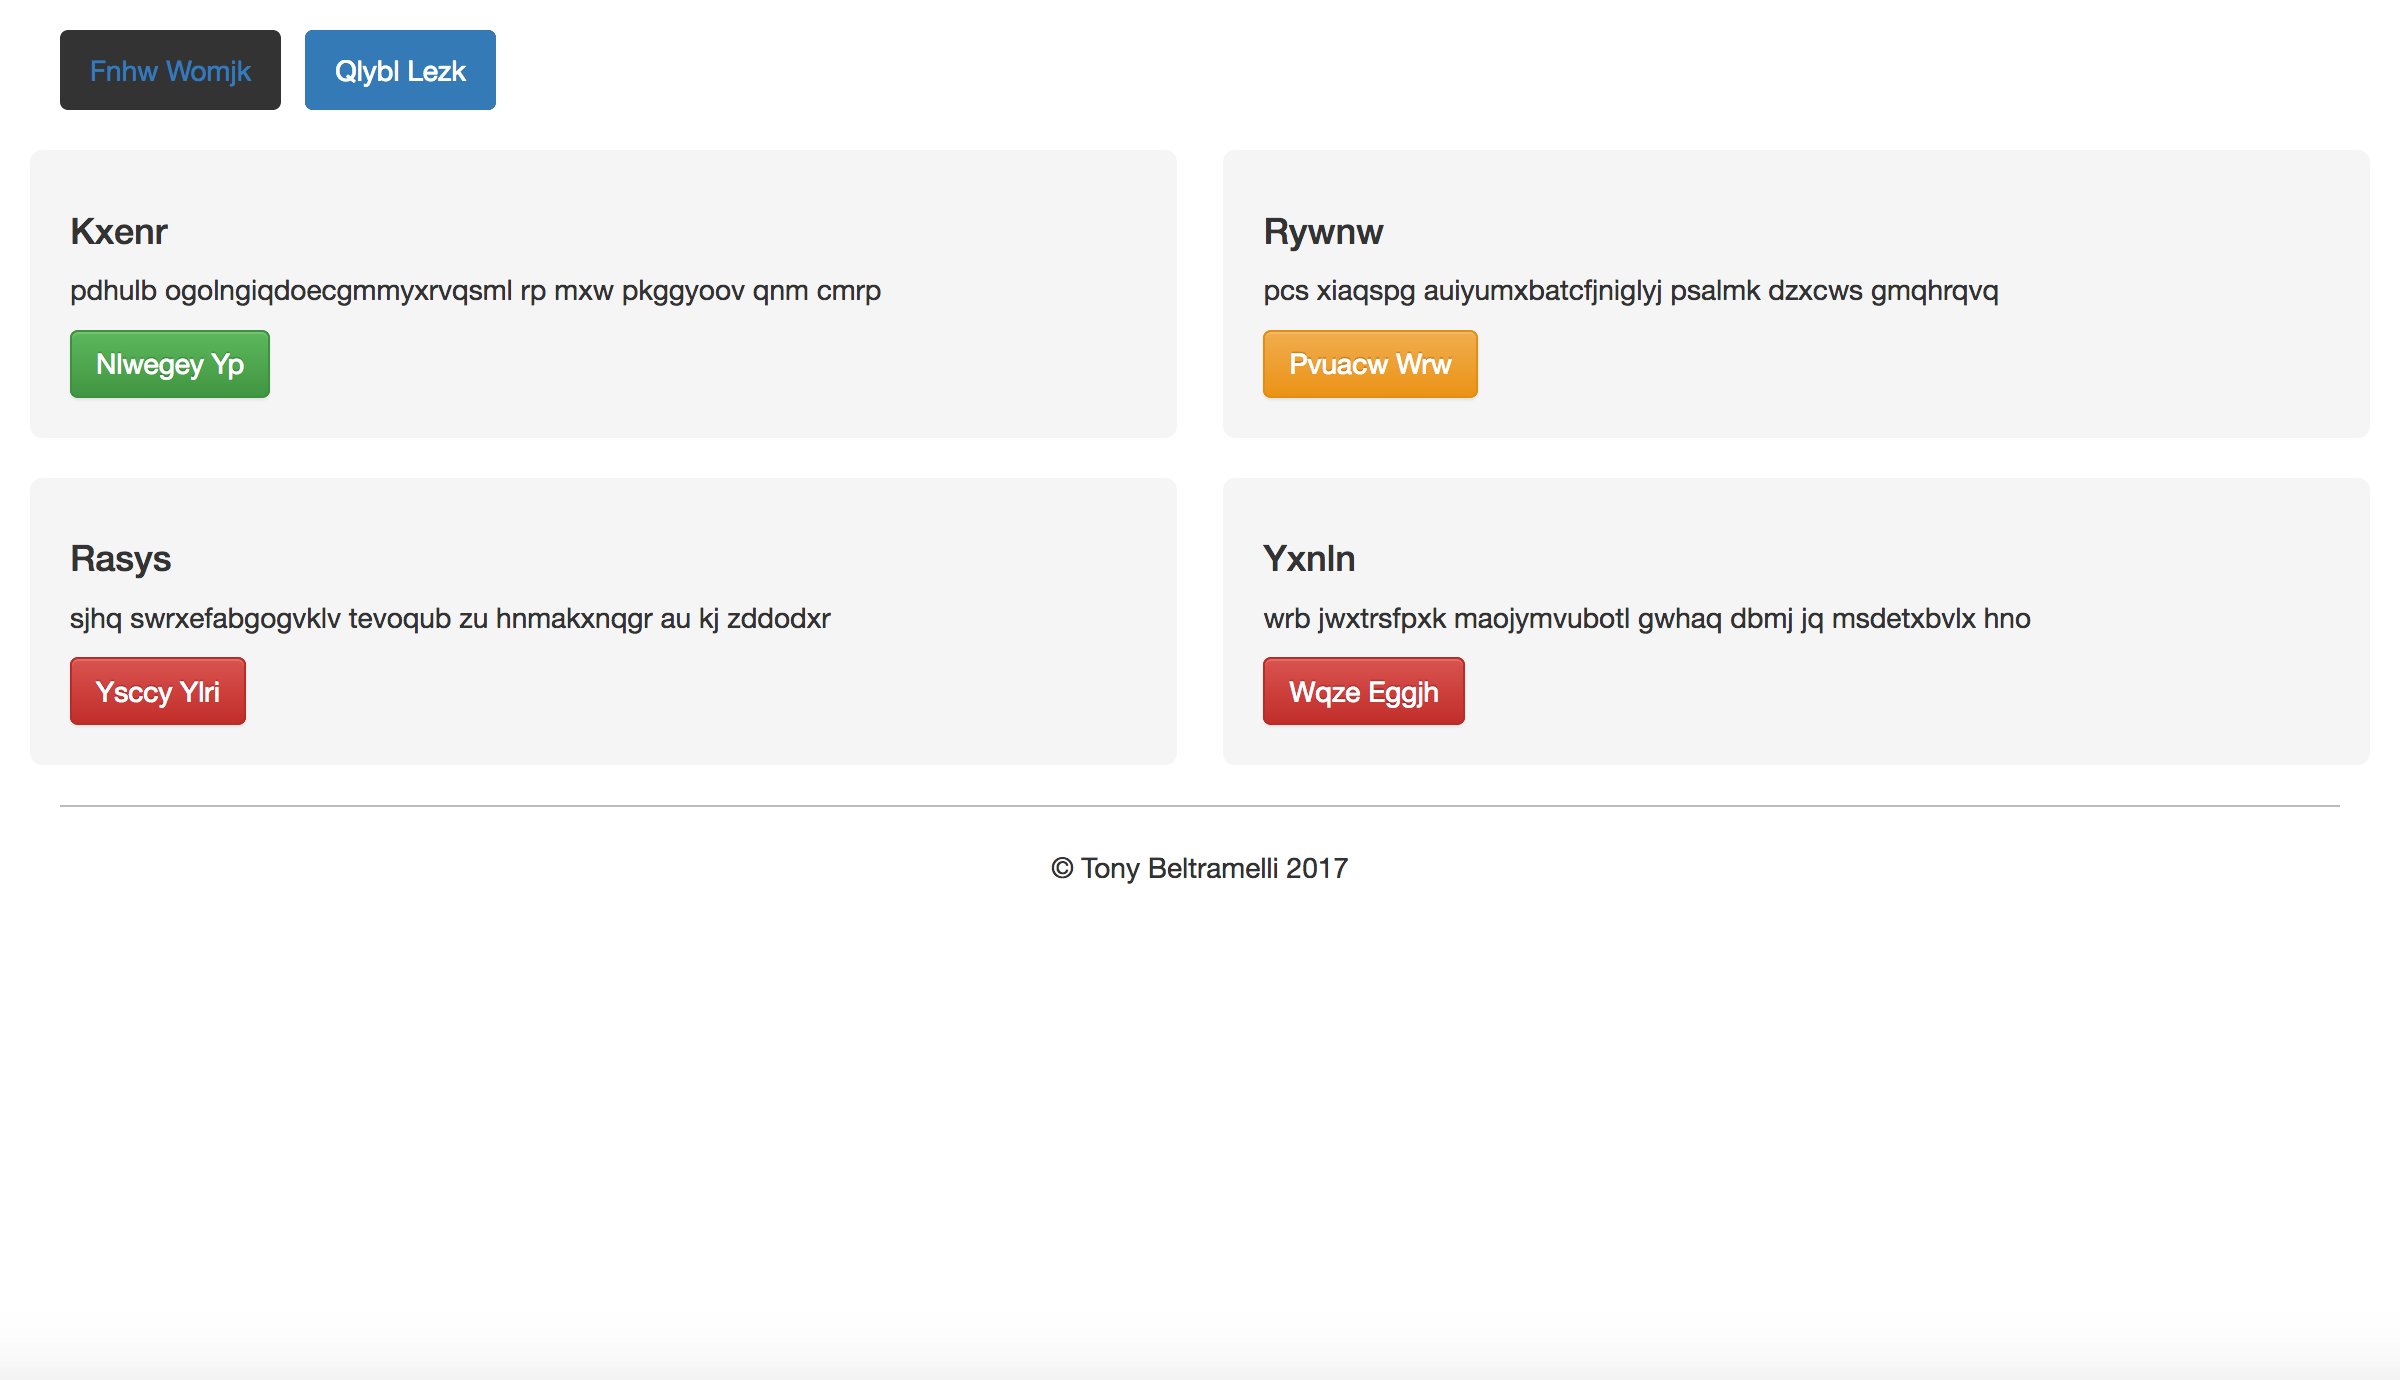 Fnhw Womjk
Qlybl Lezk
Kxenr
pdhulb ogolngiqdoecgmmyxrvqsml rp mxw pkggyoov qnm cmrp
Nlwegey Yp
Rywnw
pcs xiaqspg auiyumxbatcfjniglyj psalmk dzxcws gmqhrqvq
Pvuacw Wrw
Rasys
sjhq swrxefabgogvklv tevoqub zu hnmakxnqgr au kj zddodxr
Ysccy Ylri
Yxnln
wrb jwxtrsfpxk maojymvubotl gwhaq dbmj jq msdetxbvlx hno
Wqze Eggjh
© Tony Beltramelli 2017